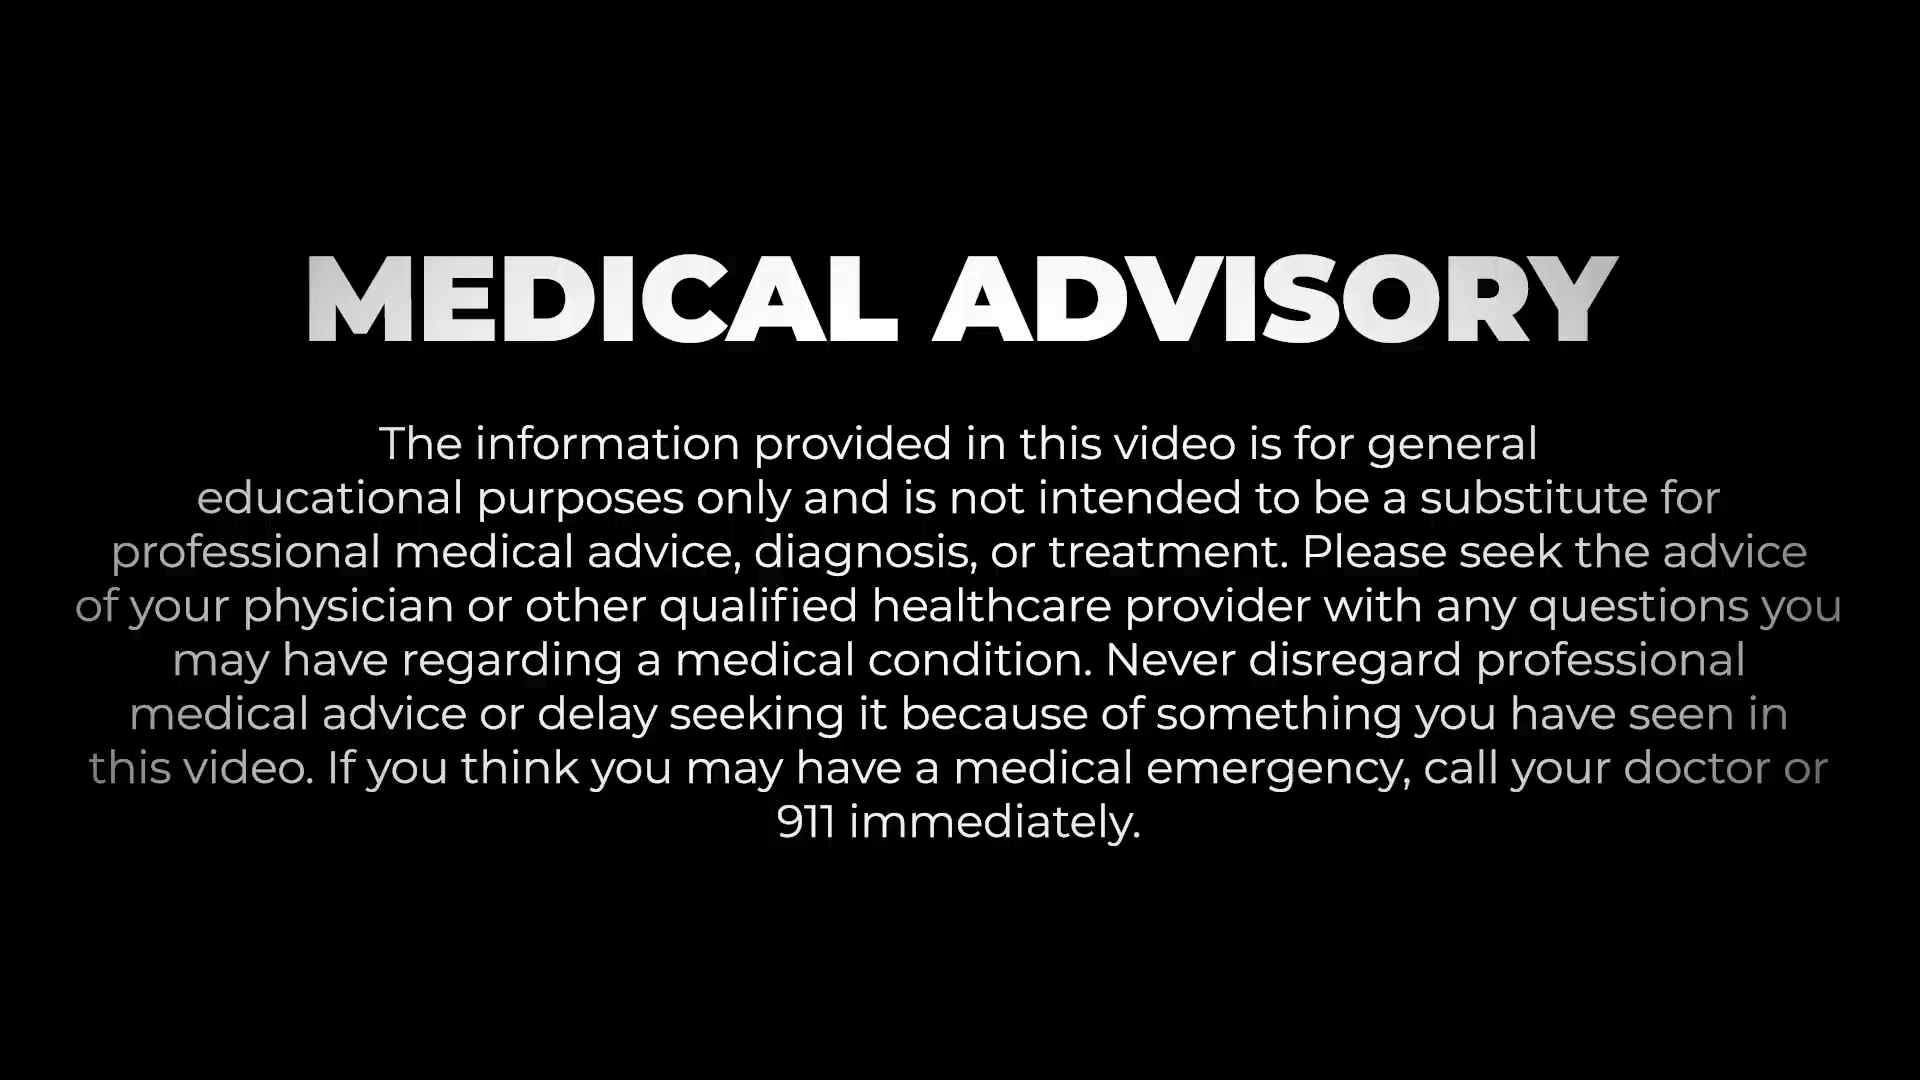 MEDICAL ADVISORY
The information provided in this video is for general
educational purposes only and is not intended to be a substitute for
professional medical advice, diagnosis, or treatment. Please seek the advice
of your physician or other qualified healthcare provider with any questions you
may have regarding a medical condition. Never disregard professional
medical advice or delay seeking it because of something you have seen in
this video. If you think you may have a medical emergency, call your doctor or
911 immediately.